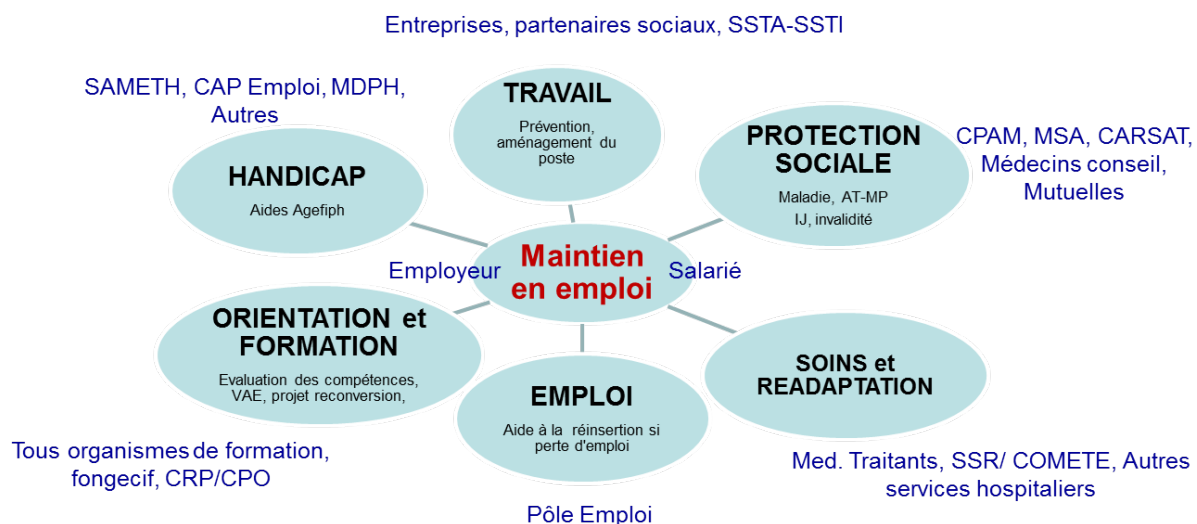 Entreprises, partenaires sociaux, SSTA-SSTI
SAMETH, CAP Emploi, MDPH,
Autres
TRAVAIL
Prévention,
aménagement du
poste
PROTECTION
SOCIALE
Maladie, AT-MP
IJ, invalidité
CPAM, MSA, CARSAT,
Médecins conseil,
Mutuelles
HANDICAP
Aides Agefiph
Employeur
Maintien
en emploi
Salarié
ORIENTATION et
FORMATION
Evaluation des compétences,
VAE, projet reconversion,
EMPLOI
Aide à la réinsertion si
perte d'emploi
SOINS et
READAPTATION
Tous organismes de formation,
fongecif, CRP/CPO
Med. Traitants, SSR/ COMETE, Autres
services hospitaliers
Pôle Emploi